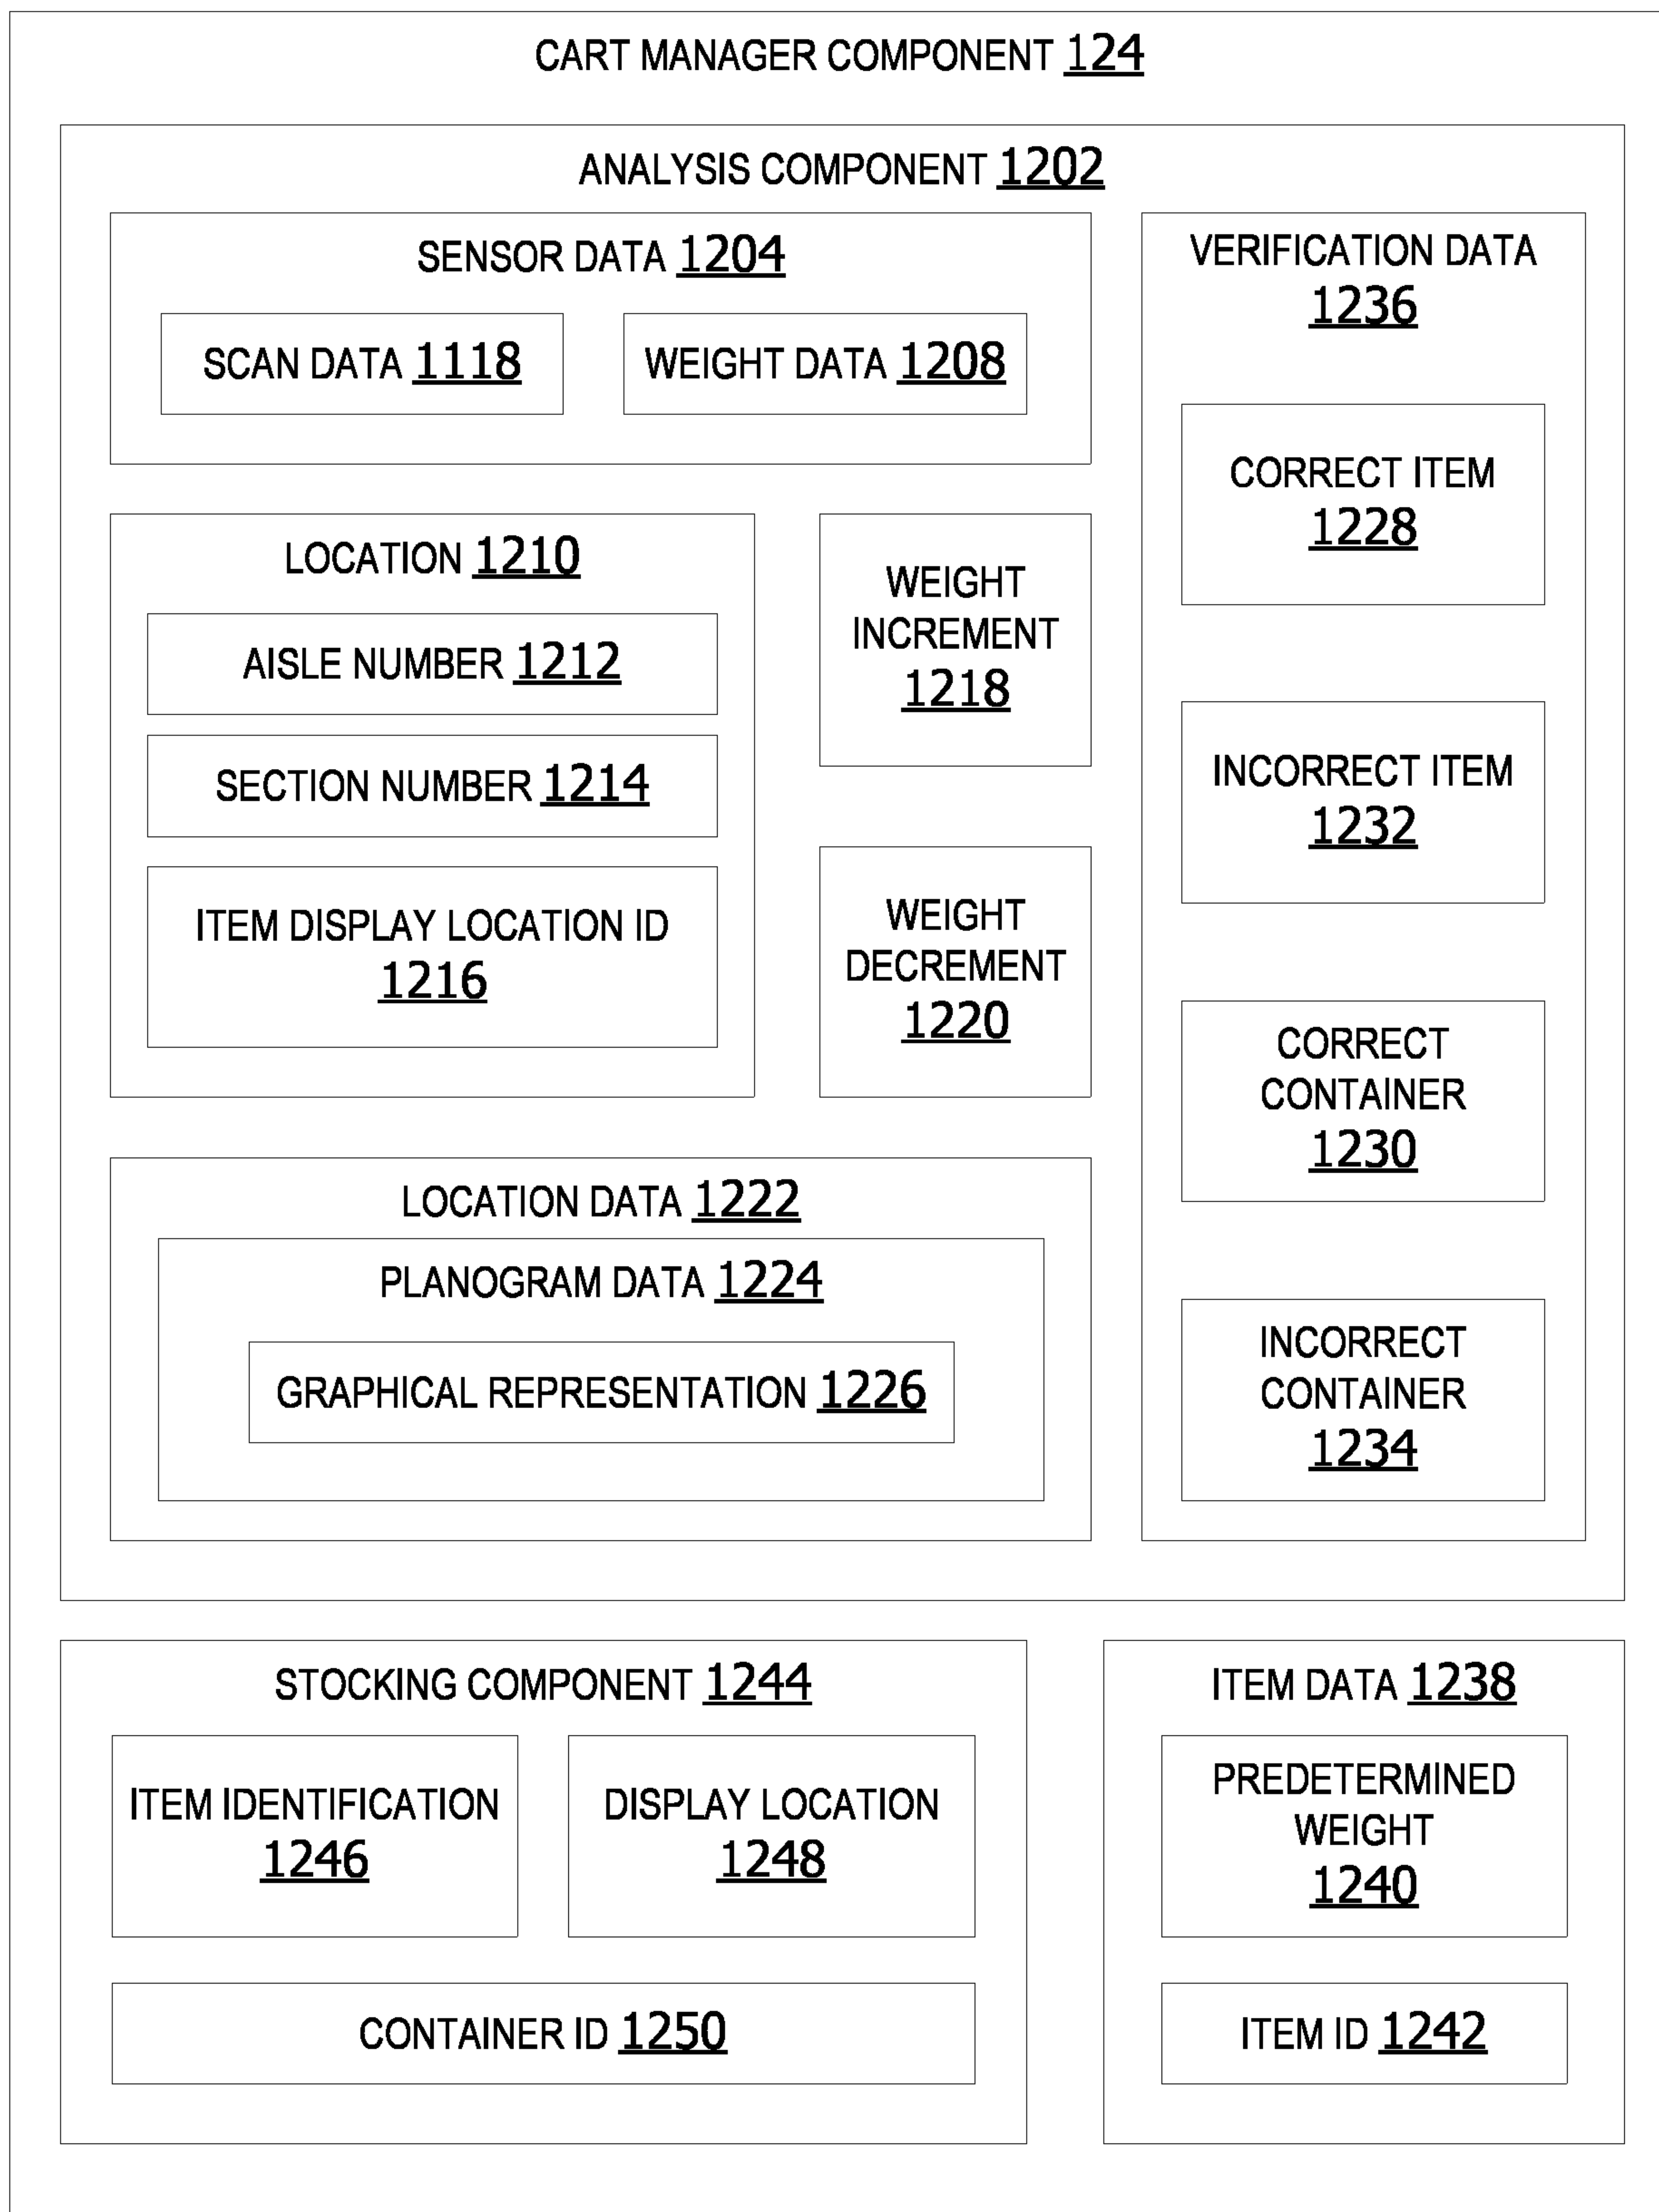 CART MANAGER COMPONENT 124
ANALYSIS COMPONENT 1202
SENSOR DATA 1204
SCAN DATA 1118
WEIGHT DATA 1208
LOCATION 1210
AISLE NUMBER 1212
SECTION NUMBER 1214
ITEM DISPLAY LOCATION ID
1216
WEIGHT
INCREMENT
1218
WEIGHT
DECREMENT
1220
LOCATION DATA 1222
PLANOGRAM DATA 1224
GRAPHICAL REPRESENTATION 1226
VERIFICATION DATA
1236
CORRECT ITEM
1228
INCORRECT ITEM
1232
CORRECT
CONTAINER
1230
INCORRECT
CONTAINER
1234
STOCKING COMPONENT 1244
ITEM IDENTIFICATION
1246
DISPLAY LOCATION
1248
CONTAINER ID 1250
ITEM DATA 1238
PREDETERMINED
WEIGHT
1240
ITEM ID 1242